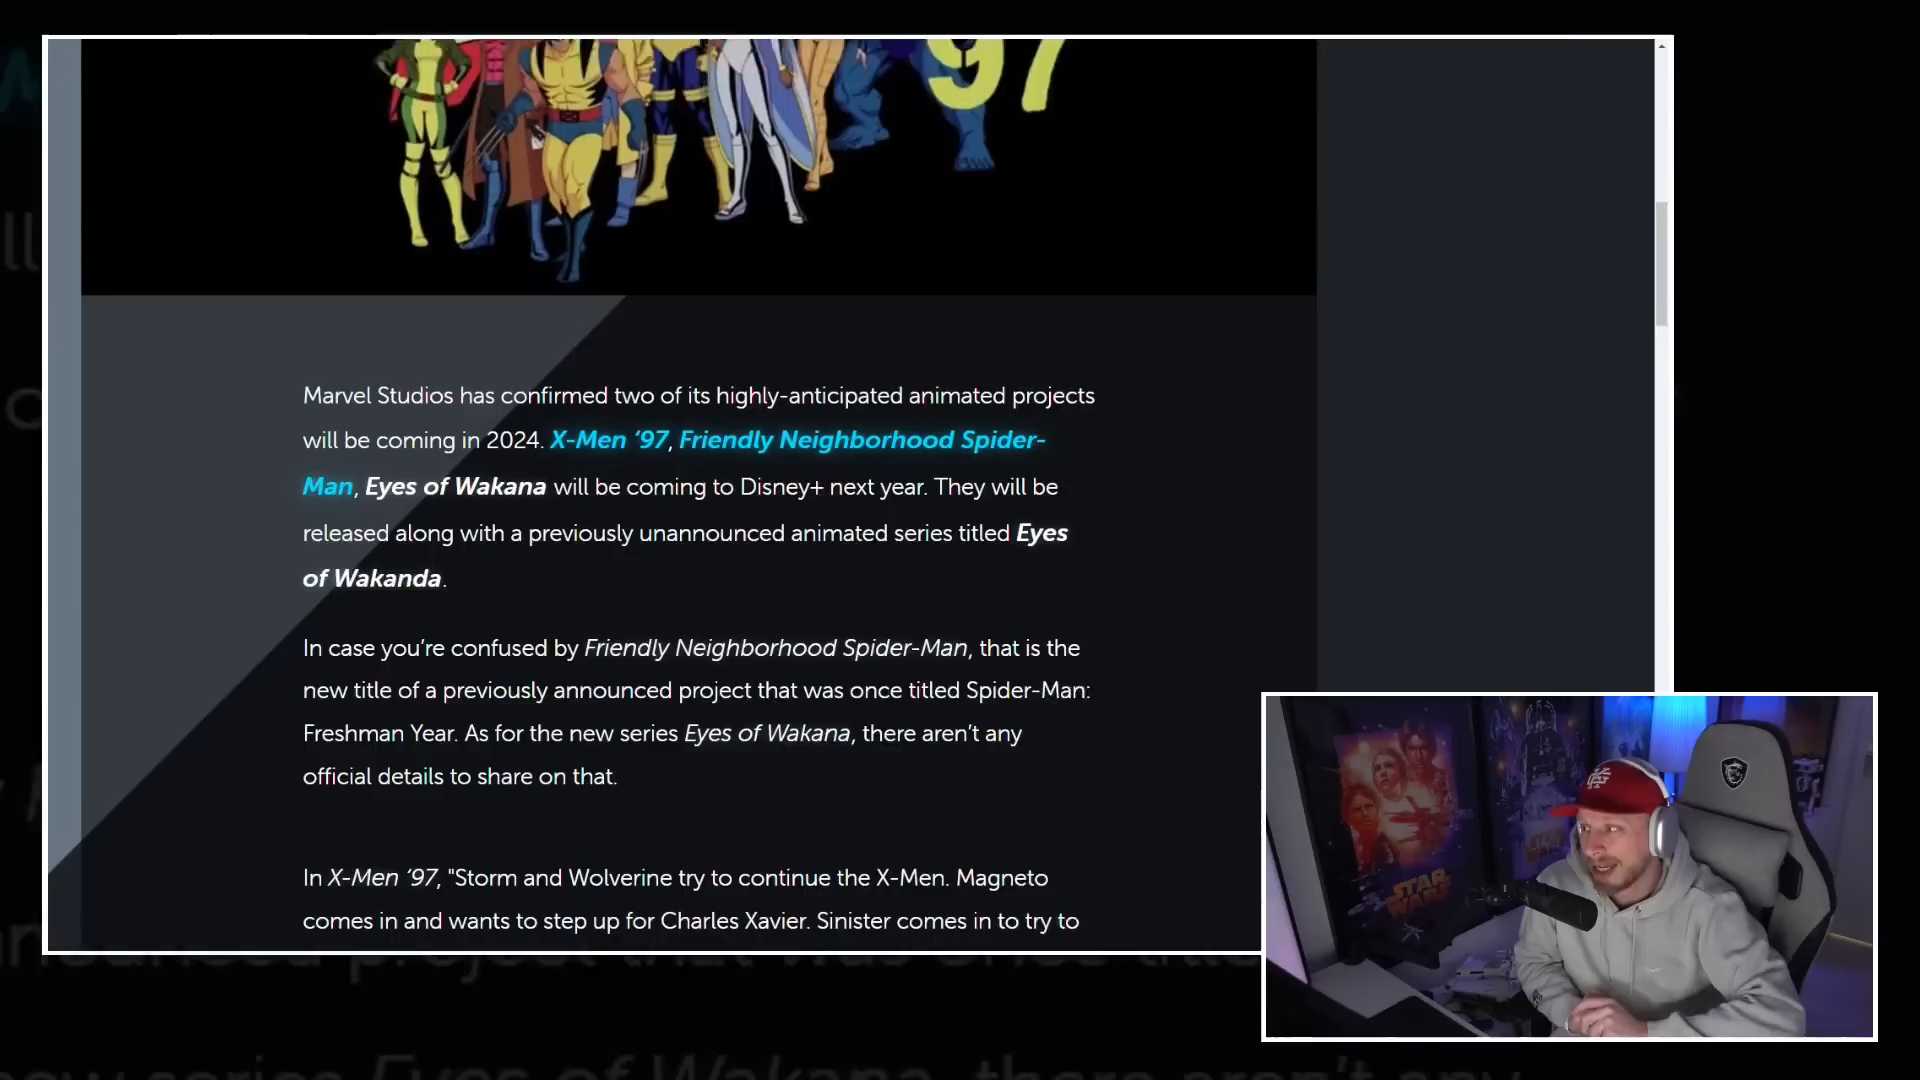 97
Marvel Studios has confirmed two of its highly-anticipated animated projects
will be coming in 2024. X-Men ‘97, Friendly Neighborhood Spider-
Man, Eyes of Wakana will be coming to Disney+ next year. They will be
released along with a previously unannounced animated series titled Eyes
of Wakanda.
In case you’re confused by Friendly Neighborhood Spider-Man, that is the
new title of a previously announced project that was once titled Spider-Man:
Freshman Year. As for the new series Eyes of Wakana, there aren’t any
official details to share on that.
In X-Men ‘97, "Storm and Wolverine try to continue the X-Men. Magneto
comes in and wants to step up for Charles Xavier. Sinister comes in to try to
STAR
WARS